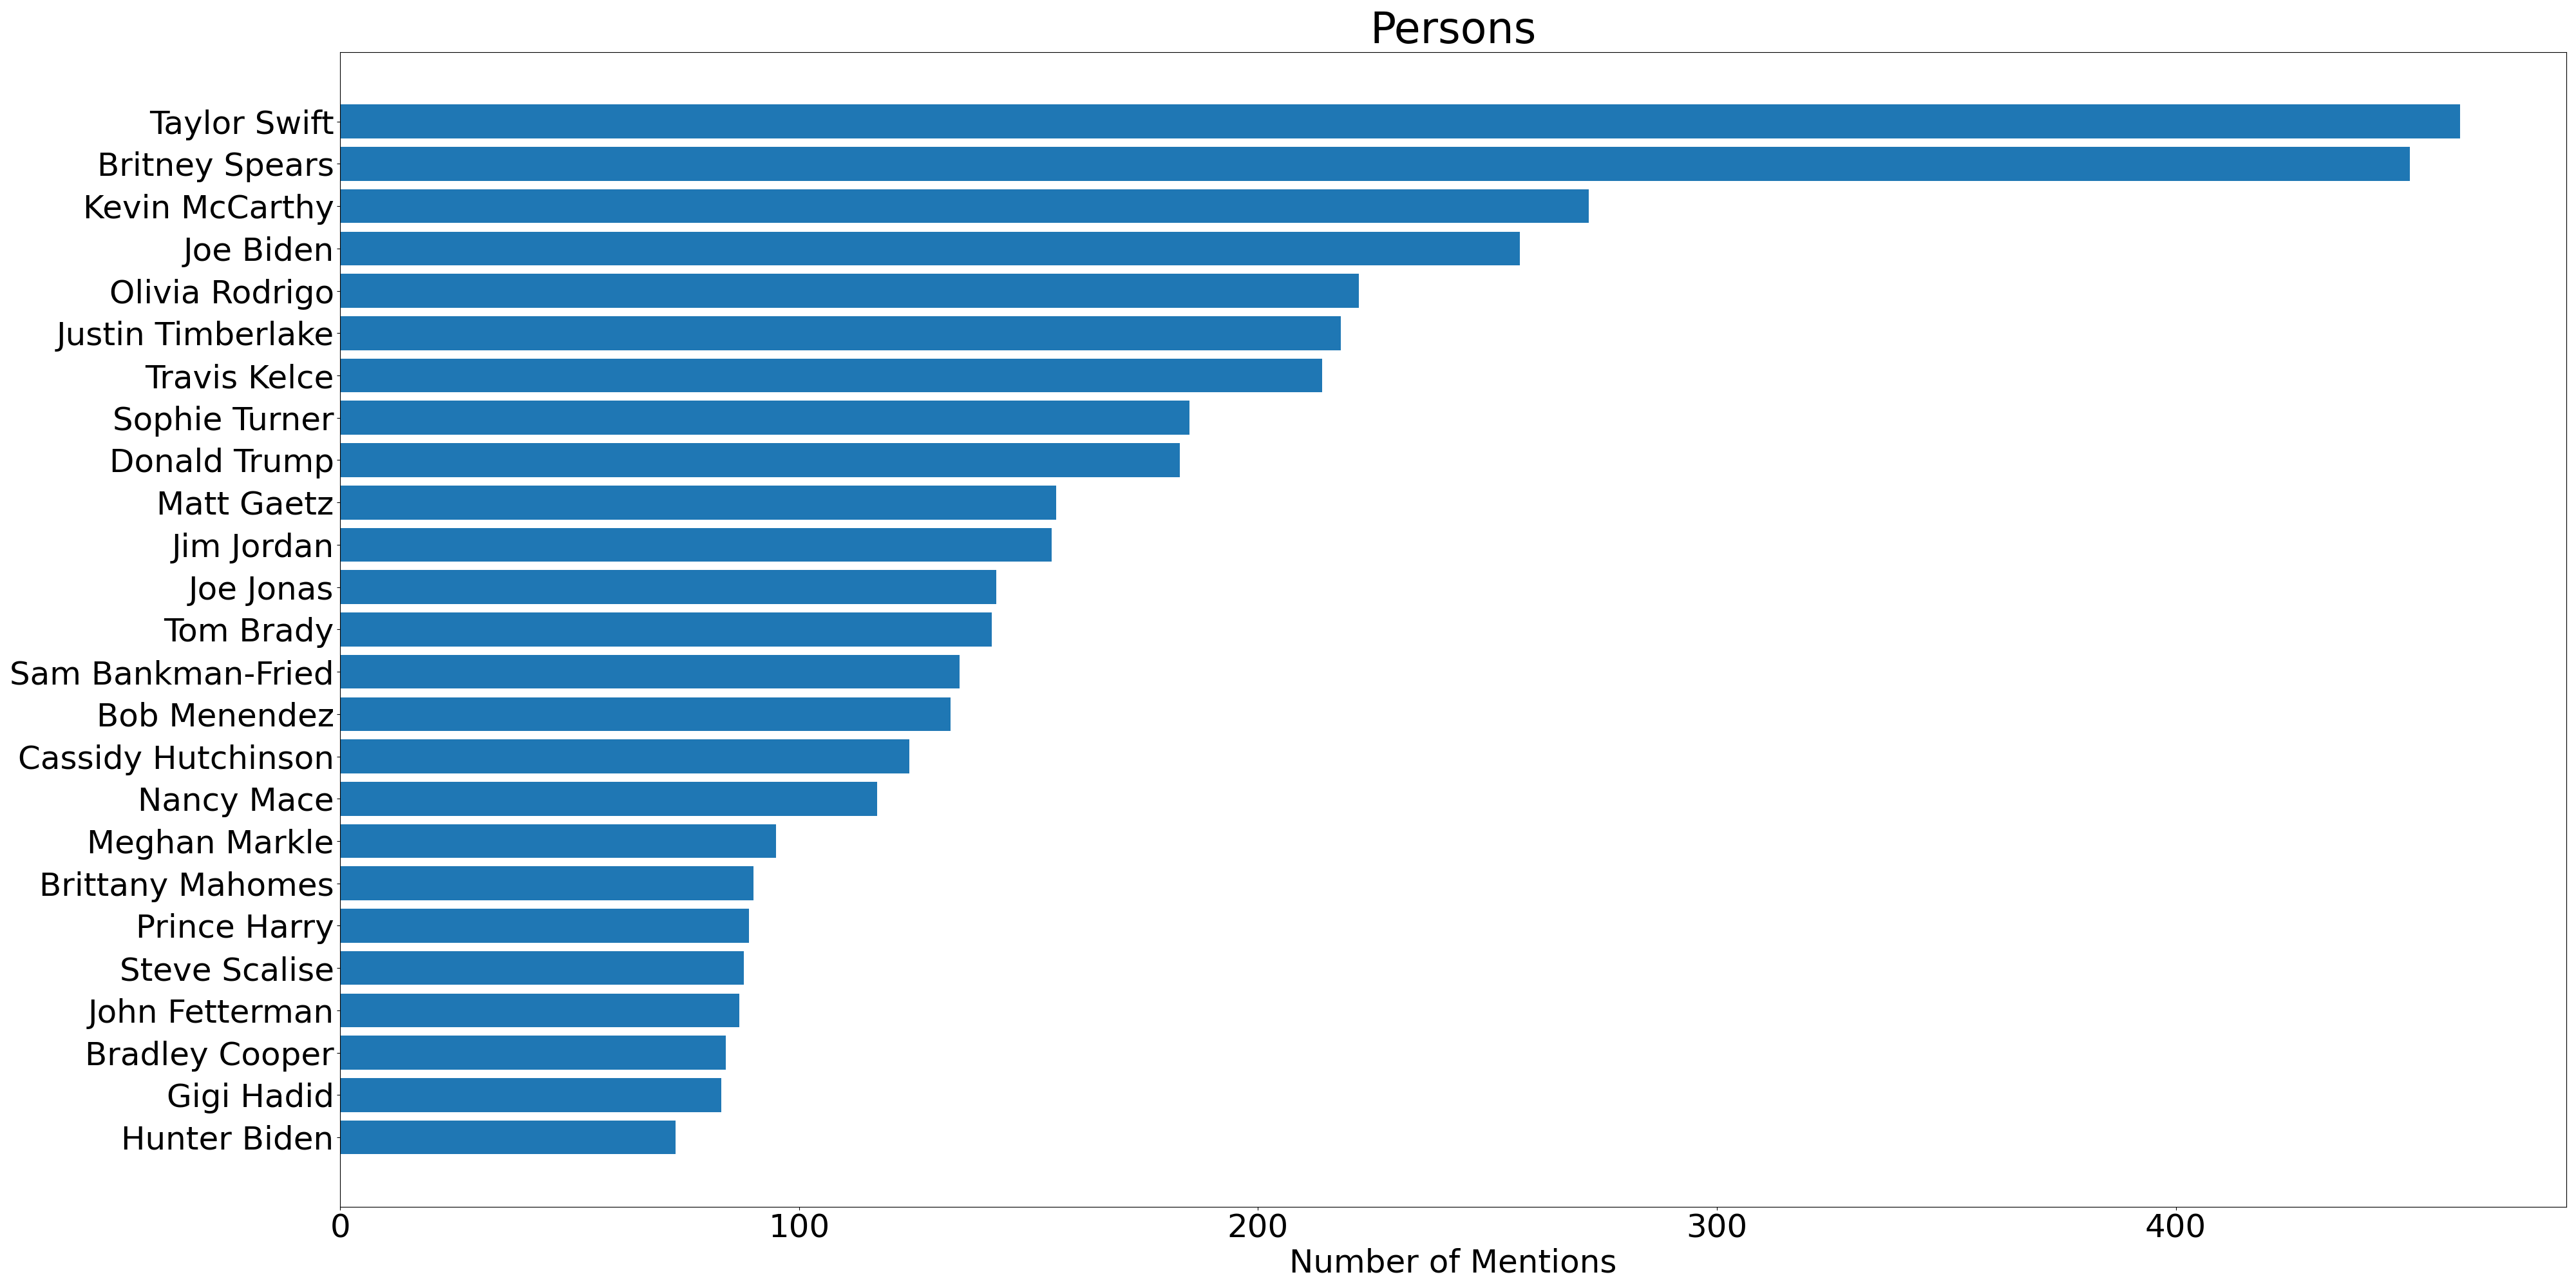 Persons
Taylor Swift
Britney Spears
Kevin McCarthy
Joe Biden
Olivia Rodrigo
Justin Timberlake
Travis Kelce
Sophie Turner
Donald Trump
Matt Gaetz
Jim Jordan
Joe Jonas
Tom Brady
Sam Bankman-Fried
Bob Menendez
Cassidy Hutchinson
Nancy Mace
Meghan Markle
Brittany Mahomes
Prince Harry
Steve Scalise
John Fetterman
Bradley Cooper
Gigi Hadid
Hunter Biden
0 100 200 300 400
Number of Mentions